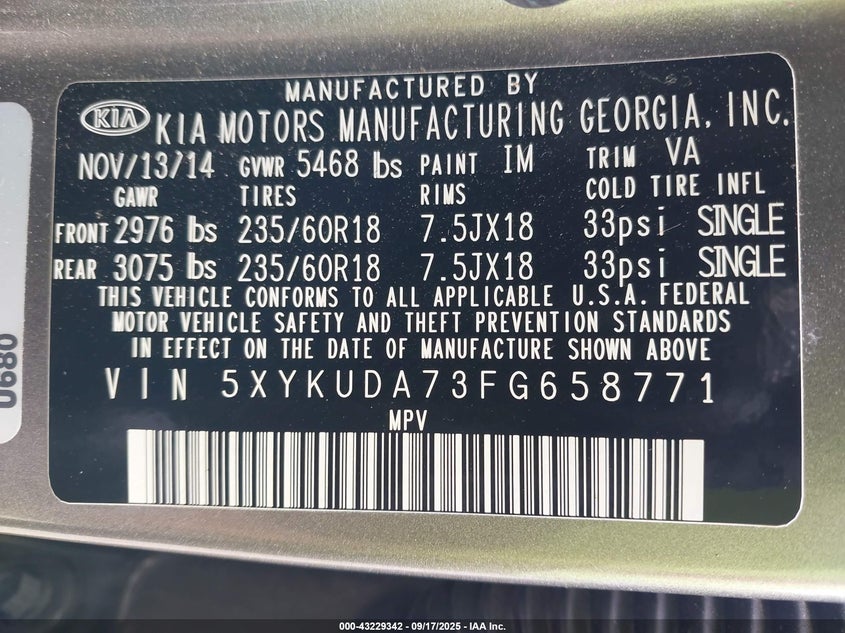 MANUFACTURED BY
KIA KIA MOTORS MANUFACTURING GEORGIA, INC.
NOV/13/14 GVWR 5468 lbs PAINT IM TRIM VA
GAWR TIRES RIMS COLD TIRE INFL
FRONT 2976 lbs 235/60R18 7.5JX18 33psi SINGLE
REAR 3075 lbs 235/60R18 7.5JX18 33psi SINGLE
THIS VEHICLE CONFORMS TO ALL APPLICABLE U.S.A. FEDERAL
MOTOR VEHICLE SAFETY AND THEFT PREVENTION STANDARDS
IN EFFECT ON THE DATE OF MANUFACTURE SHOWN ABOVE
VIN 5XYKUDA73FG658771
MPV
0680
000-43229342 - 09/17/2025 - IAA Inc.